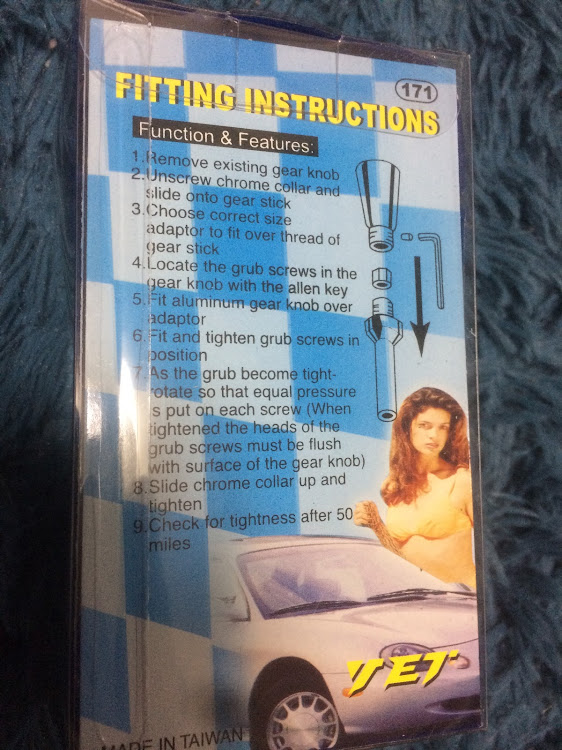 FITTING INSTRUCTIONS
171
Function & Features:
1.Remove existing gear knob
2.Unscrew chrome collar and
slide onto gear stick
3.Choose correct size
adaptor to fit over thread of
gear stick
4.Locate the grub screws in the
gear knob with the allen key
5.Fit aluminum gear knob over
adaptor
6.Fit and tighten grub screws in
position
7.As the grub become tight-
rotate so that equal pressure
is put on each screw (When
tightened the heads of the
grub screws must be flush
with surface of the gear knob)
8.Slide chrome collar up and
tighten
9.Check for tightness after 50
miles
MADE IN TAIWAN